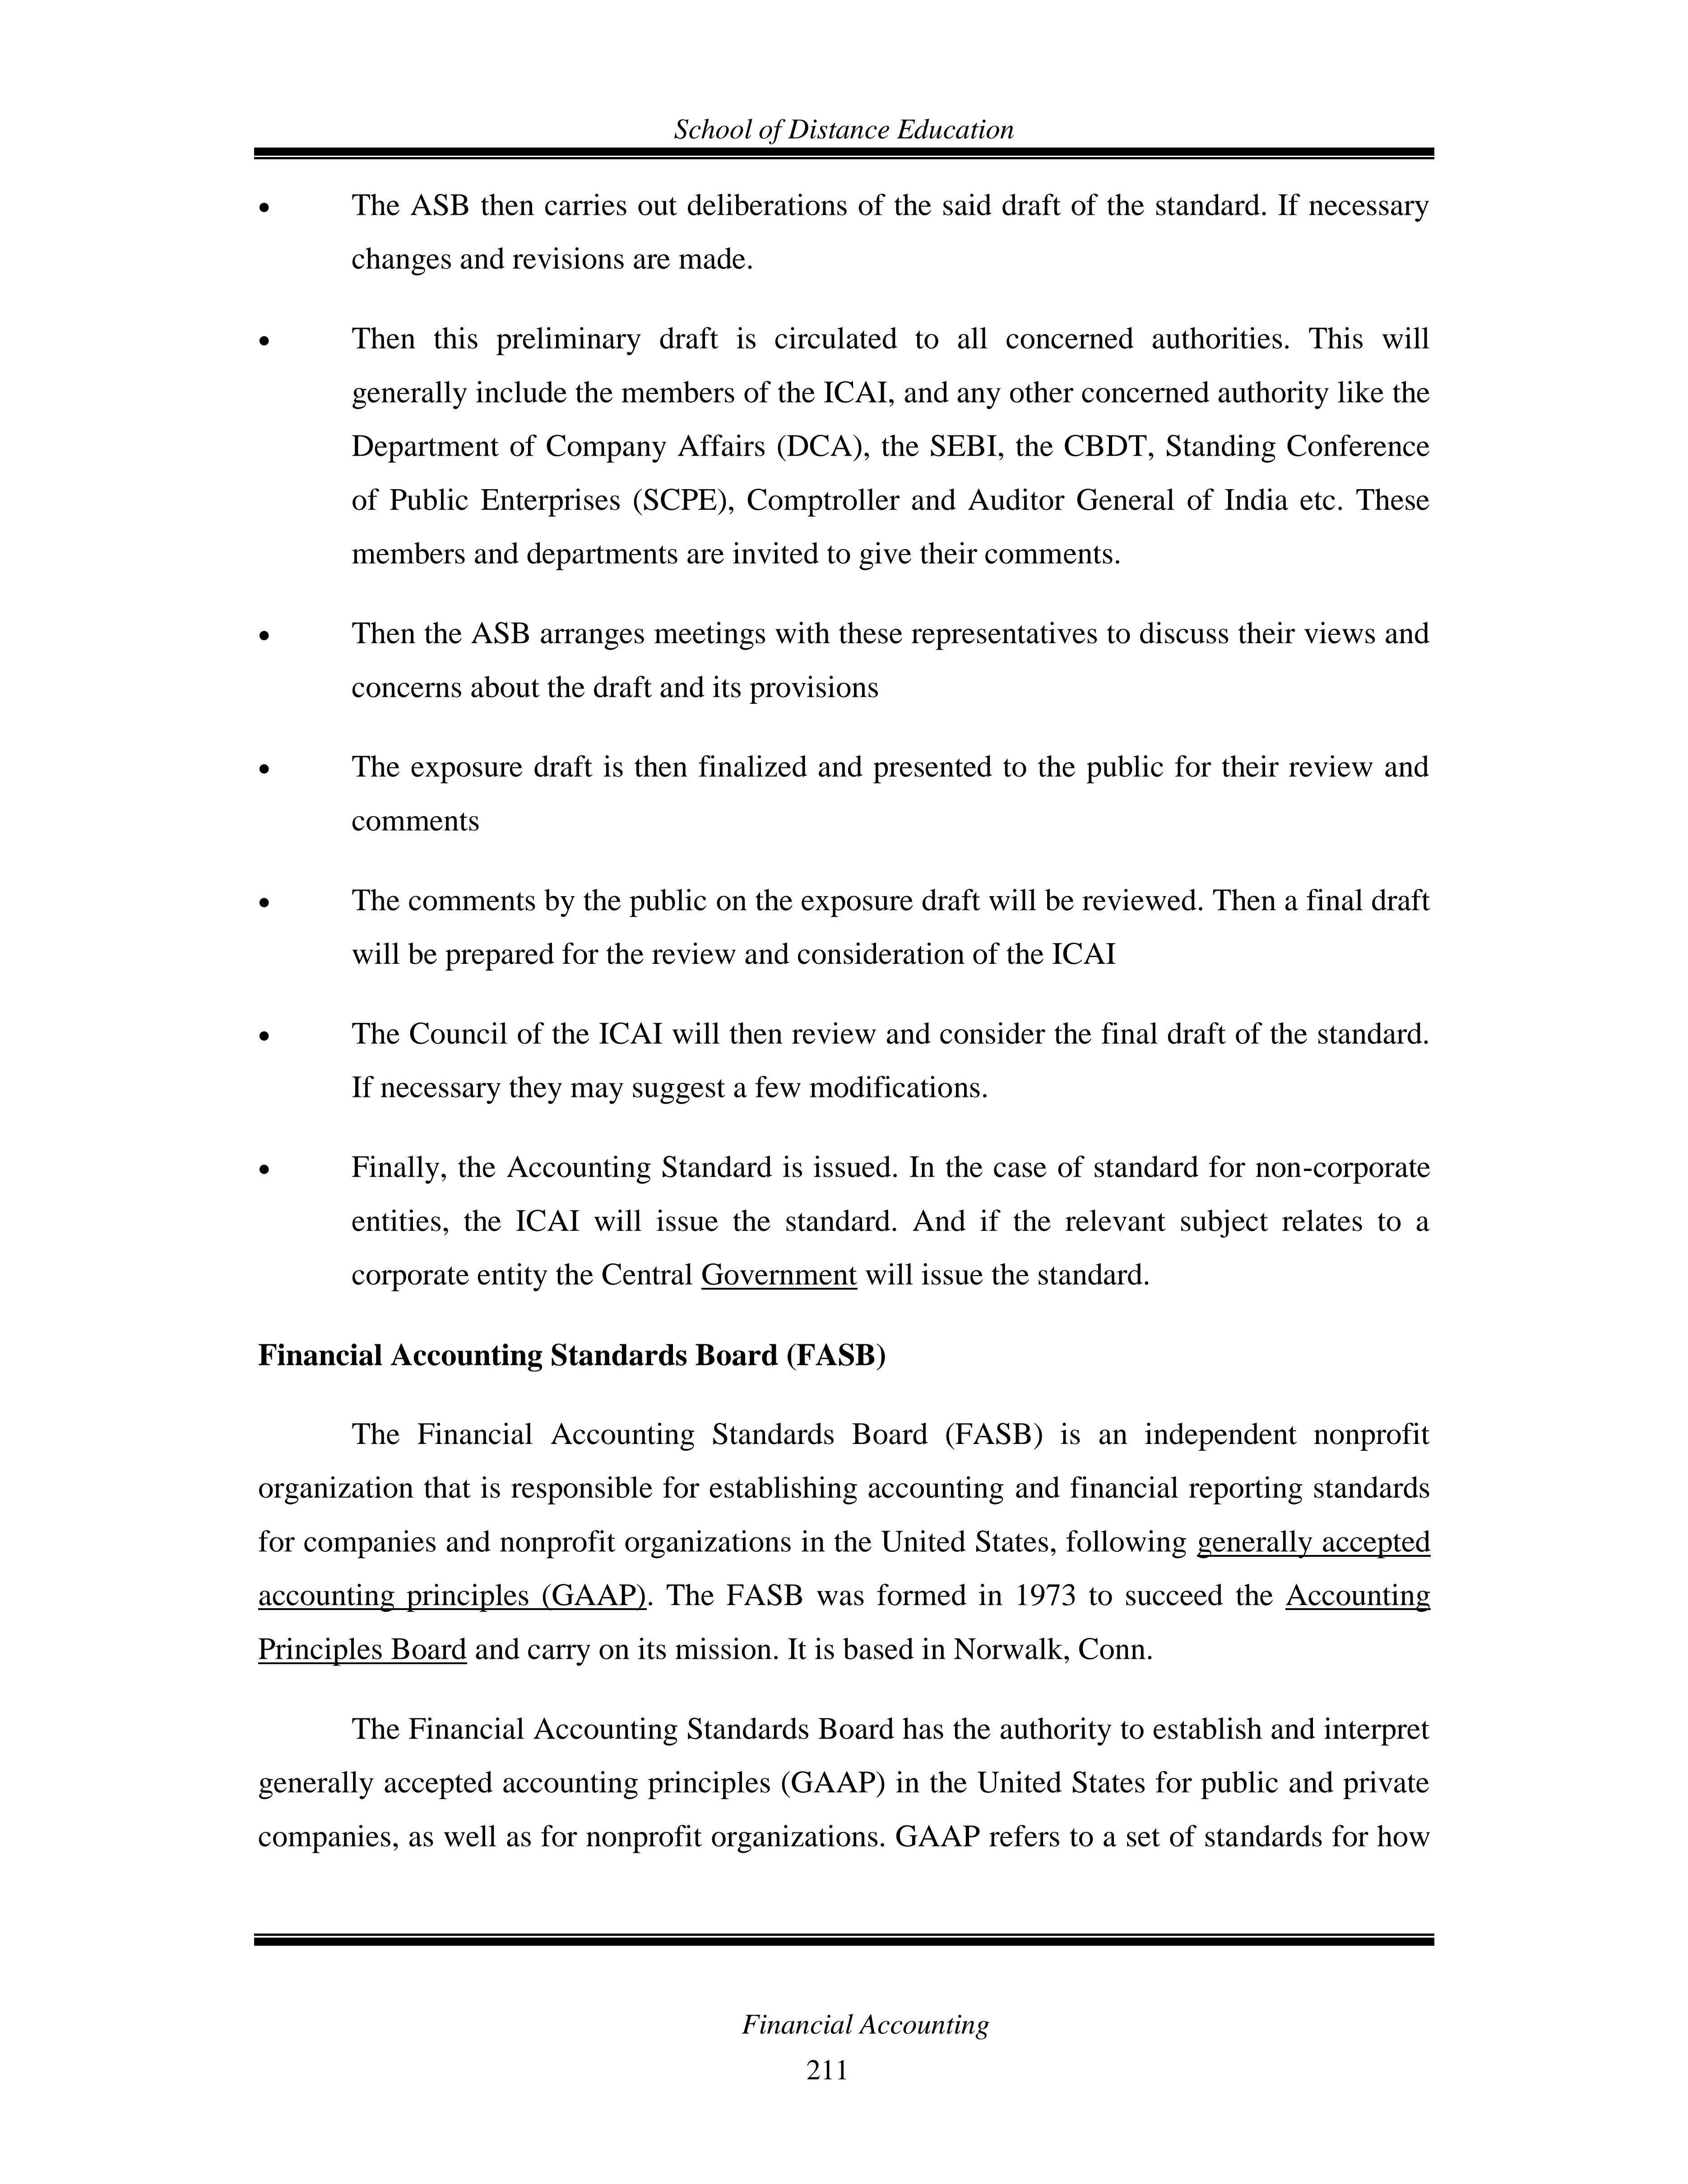 School of Distance Education
• The ASB then carries out deliberations of the said draft of the standard. If necessary
changes and revisions are made.
• Then this preliminary draft is circulated to all concerned authorities. This will
generally include the members of the ICAI, and any other concerned authority like the
Department of Company Affairs (DCA), the SEBI, the CBDT, Standing Conference
of Public Enterprises (SCPE), Comptroller and Auditor General of India etc. These
members and departments are invited to give their comments.
• Then the ASB arranges meetings with these representatives to discuss their views and
concerns about the draft and its provisions
• The exposure draft is then finalized and presented to the public for their review and
comments
• The comments by the public on the exposure draft will be reviewed. Then a final draft
will be prepared for the review and consideration of the ICAI
• The Council of the ICAI will then review and consider the final draft of the standard.
If necessary they may suggest a few modifications.
• Finally, the Accounting Standard is issued. In the case of standard for non-corporate
entities, the ICAI will issue the standard. And if the relevant subject relates to a
corporate entity the Central Government will issue the standard.
Financial Accounting Standards Board (FASB)
The Financial Accounting Standards Board (FASB) is an independent nonprofit
organization that is responsible for establishing accounting and financial reporting standards
for companies and nonprofit organizations in the United States, following generally accepted
accounting principles (GAAP). The FASB was formed in 1973 to succeed the Accounting
Principles Board and carry on its mission. It is based in Norwalk, Conn.
The Financial Accounting Standards Board has the authority to establish and interpret
generally accepted accounting principles (GAAP) in the United States for public and private
companies, as well as for nonprofit organizations. GAAP refers to a set of standards for how
Financial Accounting
211